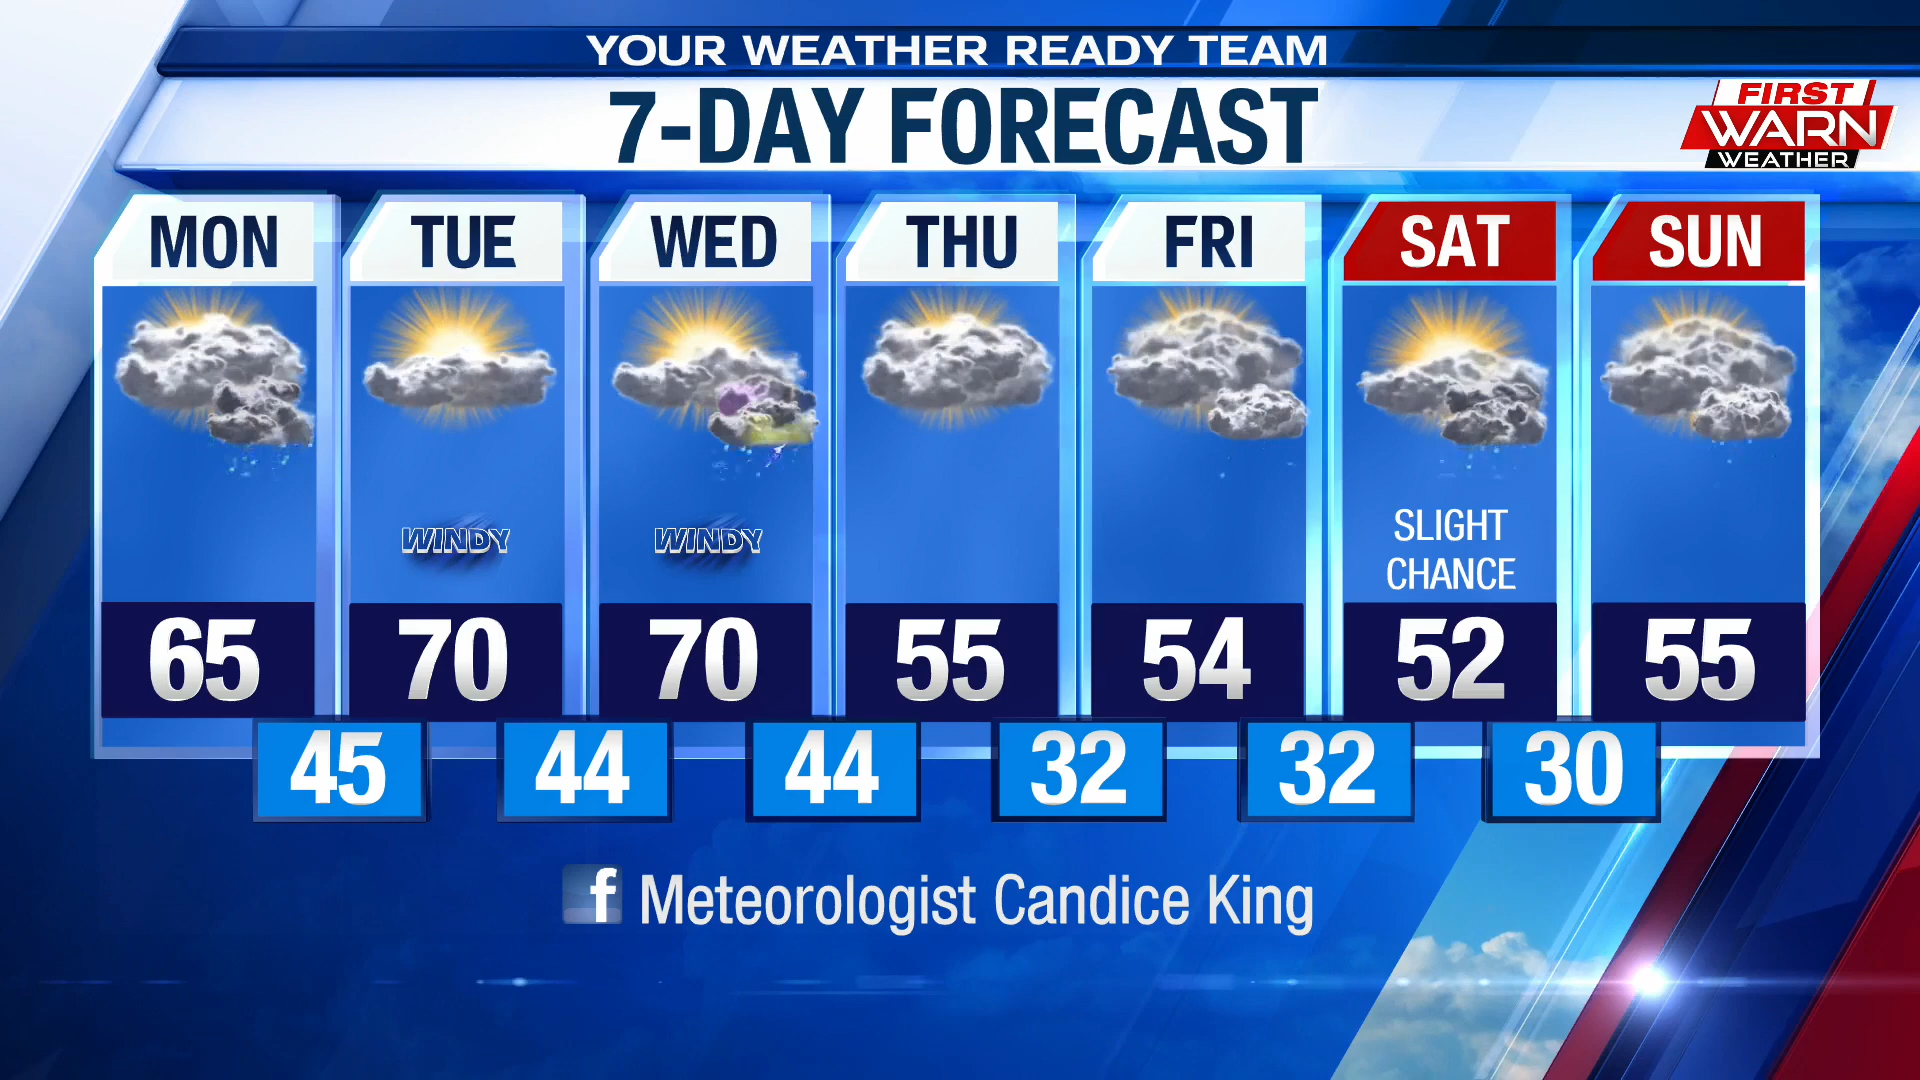 YOUR WEATHER READY TEAM
7-DAY FORECAST
FIRST
WARN
WEATHER
MON TUE WED THU FRI SAT SUN
WINDY WINDY SLIGHT
CHANCE
65 70 70 55 54 52 55
45 44 44 32 32 30
f Meteorologist Candice King